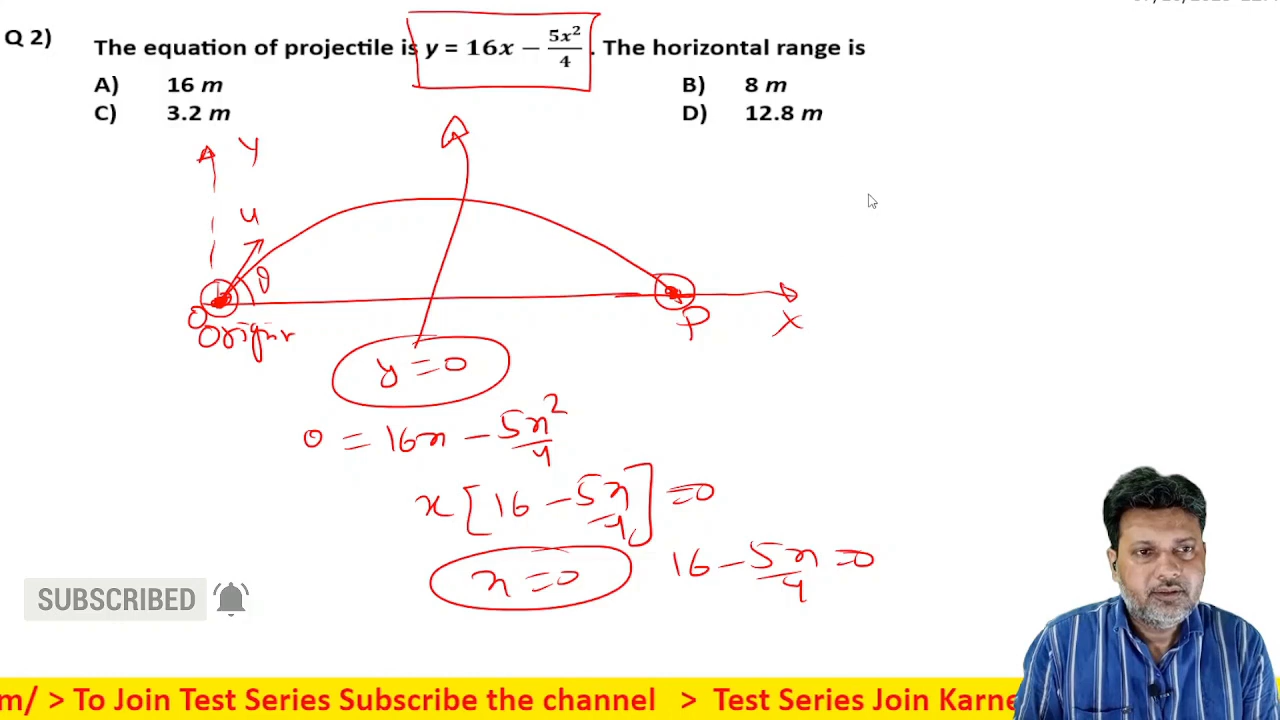 Q 2) The equation of projectile is y = 16x − 5x²/4 . The horizontal range is
A) 16 m B) 8 m
C) 3.2 m D) 12.8 m
Y
u
θ
O
Origin
P
X
y = 0
0 = 16x − 5x²/4
x[16 − 5x/4] = 0
x = 0 16 − 5x/4 = 0
SUBSCRIBED
m/ > To Join Test Series Subscribe the channel > Test Series Join Karne